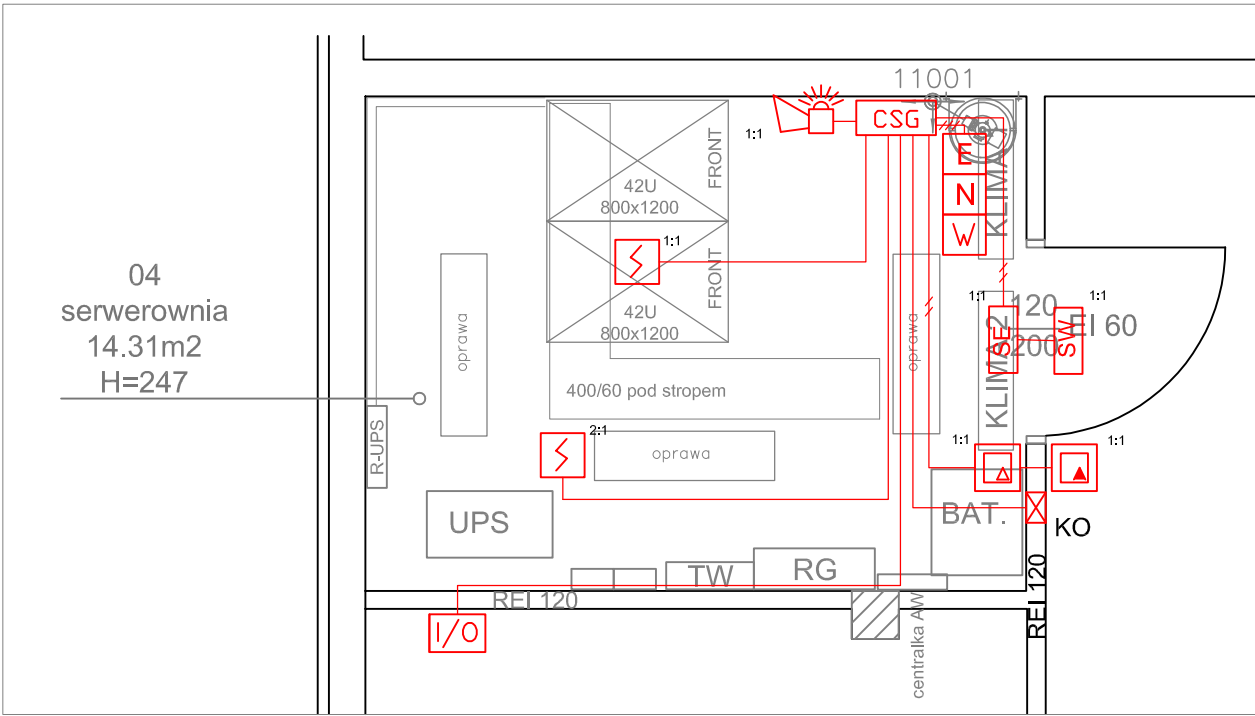 11001
1:1
CSG
FRONT
42U
800x1200
E
N
W
KLIMA1
1:1
FRONT
42U
800x1200
04
serwerownia
14.31m2
H=247
oprawa
oprawa
1:1
120
200
EI 60
1:1
SE
SW
KLIMA 2
400/60 pod stropem
R-UPS
2:1
oprawa
1:1
1:1
UPS
BAT.
KO
TW
RG
REI 120
REI 120
I/O
centralka AW